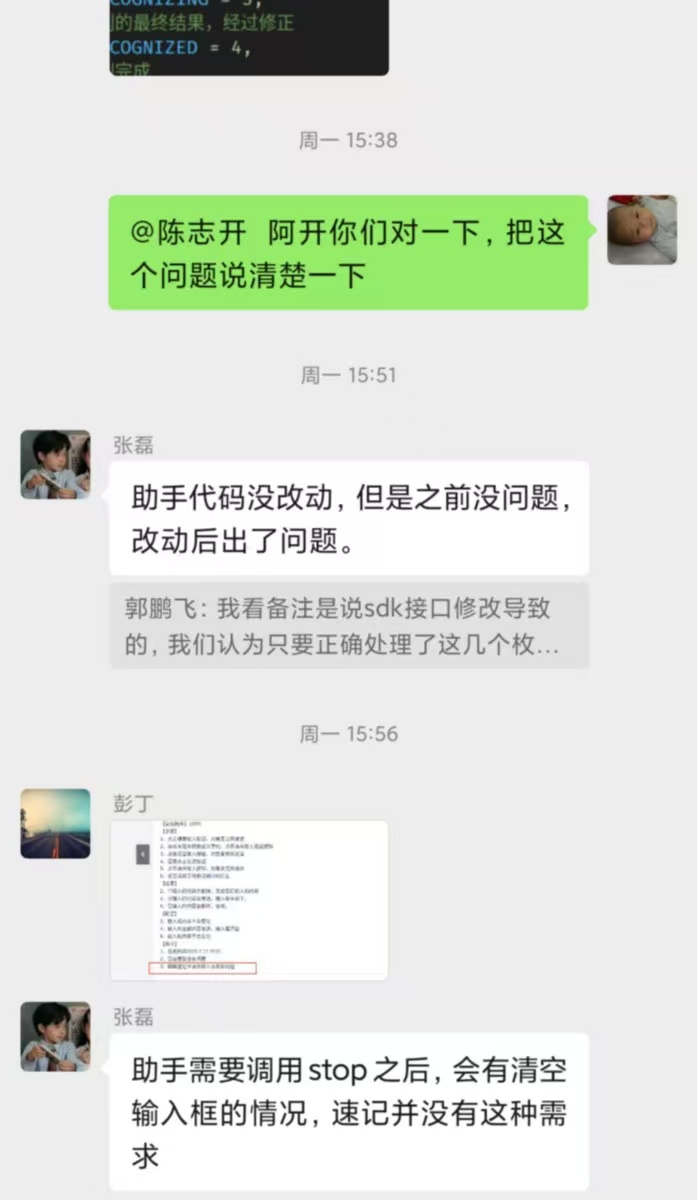 COGNIZING = 3,
的最终结果，经过修正
COGNIZED = 4,
完成
周一 15:38
@陈志开 阿开你们对一下，把这
个问题说清楚一下
周一 15:51
张磊
助手代码没改动，但是之前没问题，
改动后出了问题。
郭鹏飞：我看备注是说sdk接口修改导致
的，我们认为只要正确处理了这几个枚...
周一 15:56
彭丁
张磊
助手需要调用stop之后，会有清空
输入框的情况，速记并没有这种需
求